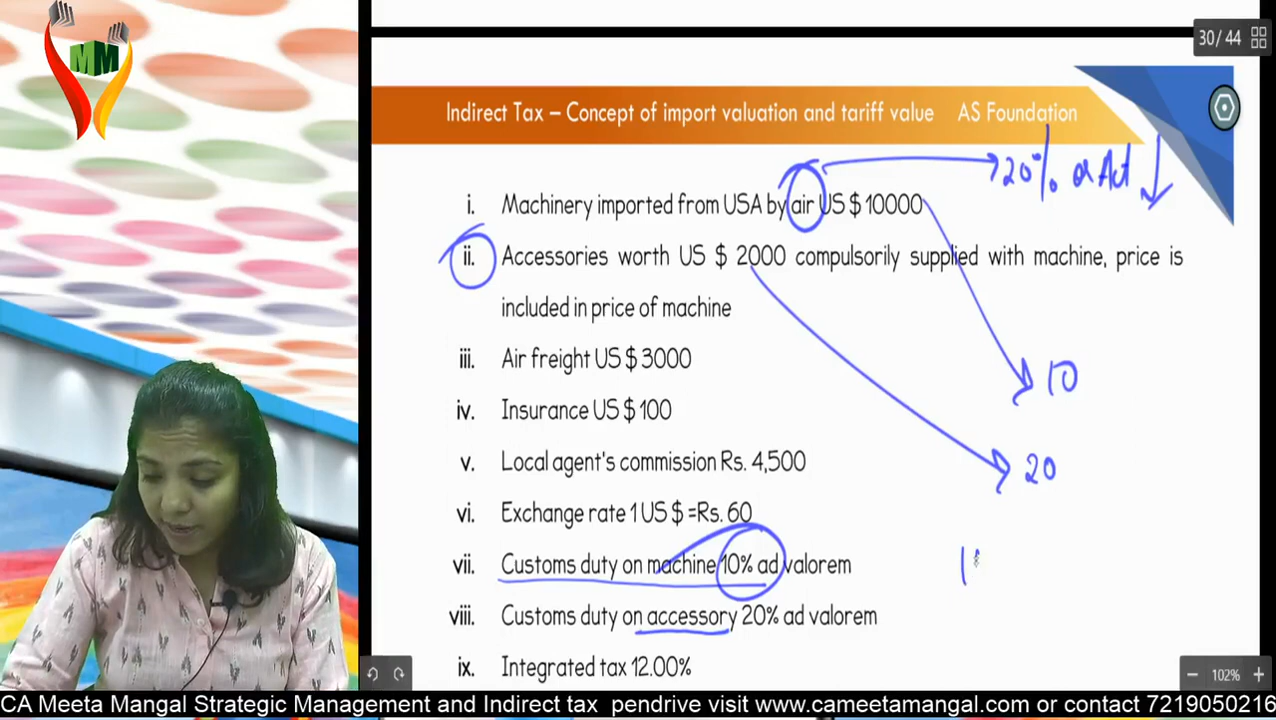 MM
30 / 44
Indirect Tax – Concept of import valuation and tariff value AS Foundation
20% or Act ↓
i. Machinery imported from USA by air US $ 10000
ii. Accessories worth US $ 2000 compulsorily supplied with machine, price is
included in price of machine
iii. Air freight US $ 3000
10
iv. Insurance US $ 100
v. Local agent's commission Rs. 4,500
20
vi. Exchange rate 1 US $ =Rs. 60
vii. Customs duty on machine 10% ad valorem
1
viii. Customs duty on accessory 20% ad valorem
ix. Integrated tax 12.00%
102%
CA Meeta Mangal Strategic Management and Indirect tax pendrive visit www.cameetamangal.com or contact 7219050216